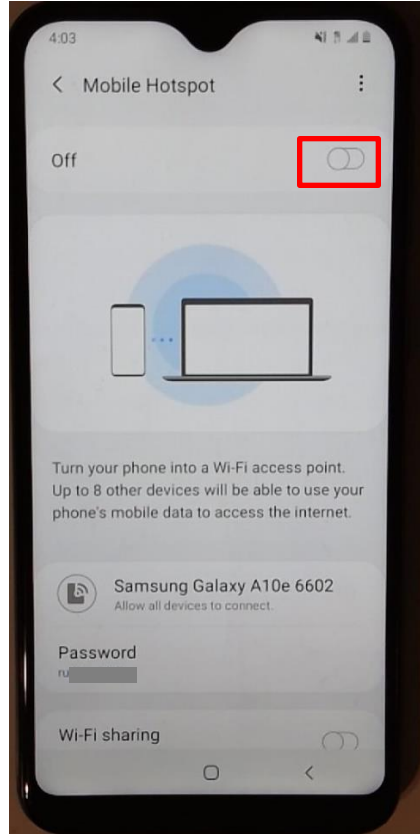 4:03
Mobile Hotspot
Off
Turn your phone into a Wi-Fi access point.
Up to 8 other devices will be able to use your
phone's mobile data to access the internet.
Samsung Galaxy A10e 6602
Allow all devices to connect.
Password
ru
Wi-Fi sharing